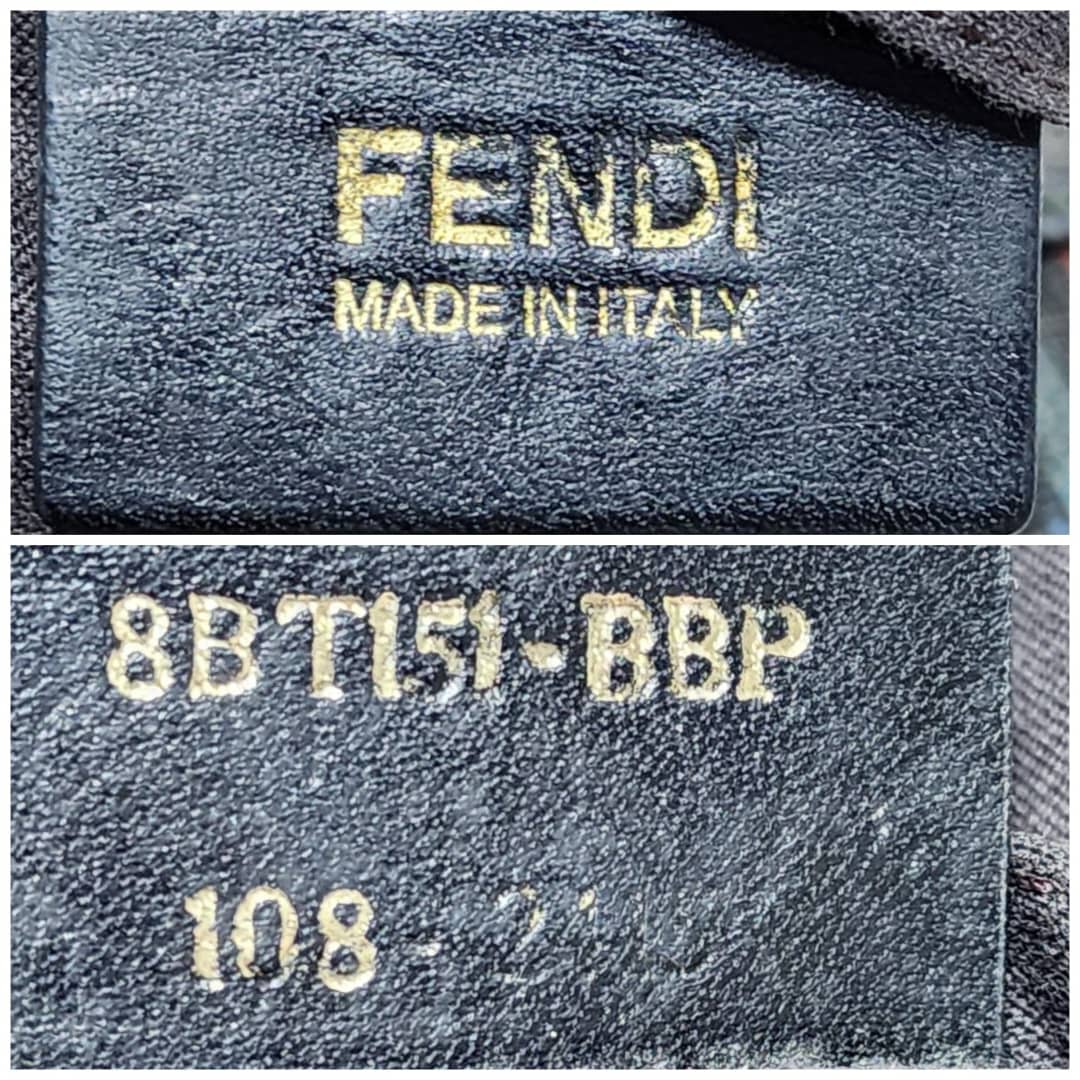 FENDI
MADE IN ITALY
8BT151-BBP
108-